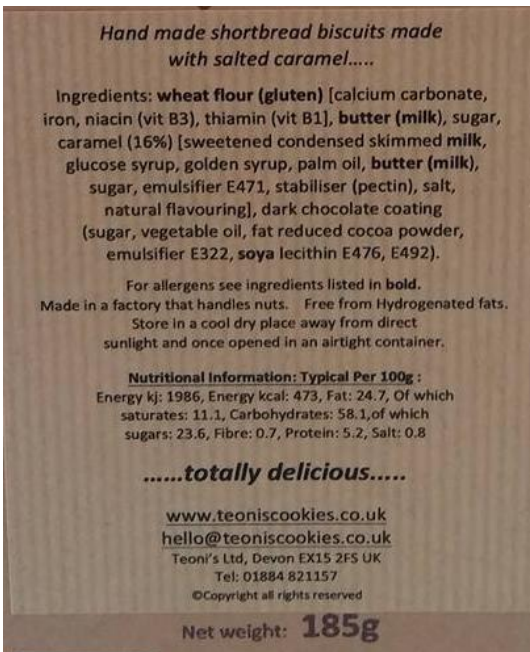 Hand made shortbread biscuits made
with salted caramel.....
Ingredients: wheat flour (gluten) [calcium carbonate,
iron, niacin (vit B3), thiamin (vit B1], butter (milk), sugar,
caramel (16%) [sweetened condensed skimmed milk,
glucose syrup, golden syrup, palm oil, butter (milk),
sugar, emulsifier E471, stabiliser (pectin), salt,
natural flavouring], dark chocolate coating
(sugar, vegetable oil, fat reduced cocoa powder,
emulsifier E322, soya lecithin E476, E492).
For allergens see ingredients listed in bold.
Made in a factory that handles nuts. Free from Hydrogenated fats.
Store in a cool dry place away from direct
sunlight and once opened in an airtight container.
Nutritional Information: Typical Per 100g :
Energy kj: 1986, Energy kcal: 473, Fat: 24.7, Of which
saturates: 11.1, Carbohydrates: 58.1,of which
sugars: 23.6, Fibre: 0.7, Protein: 5.2, Salt: 0.8
......totally delicious.....
www.teoniscookies.co.uk
hello@teoniscookies.co.uk
Teoni's Ltd, Devon EX15 2FS UK
Tel: 01884 821157
©Copyright all rights reserved
Net weight: 185g